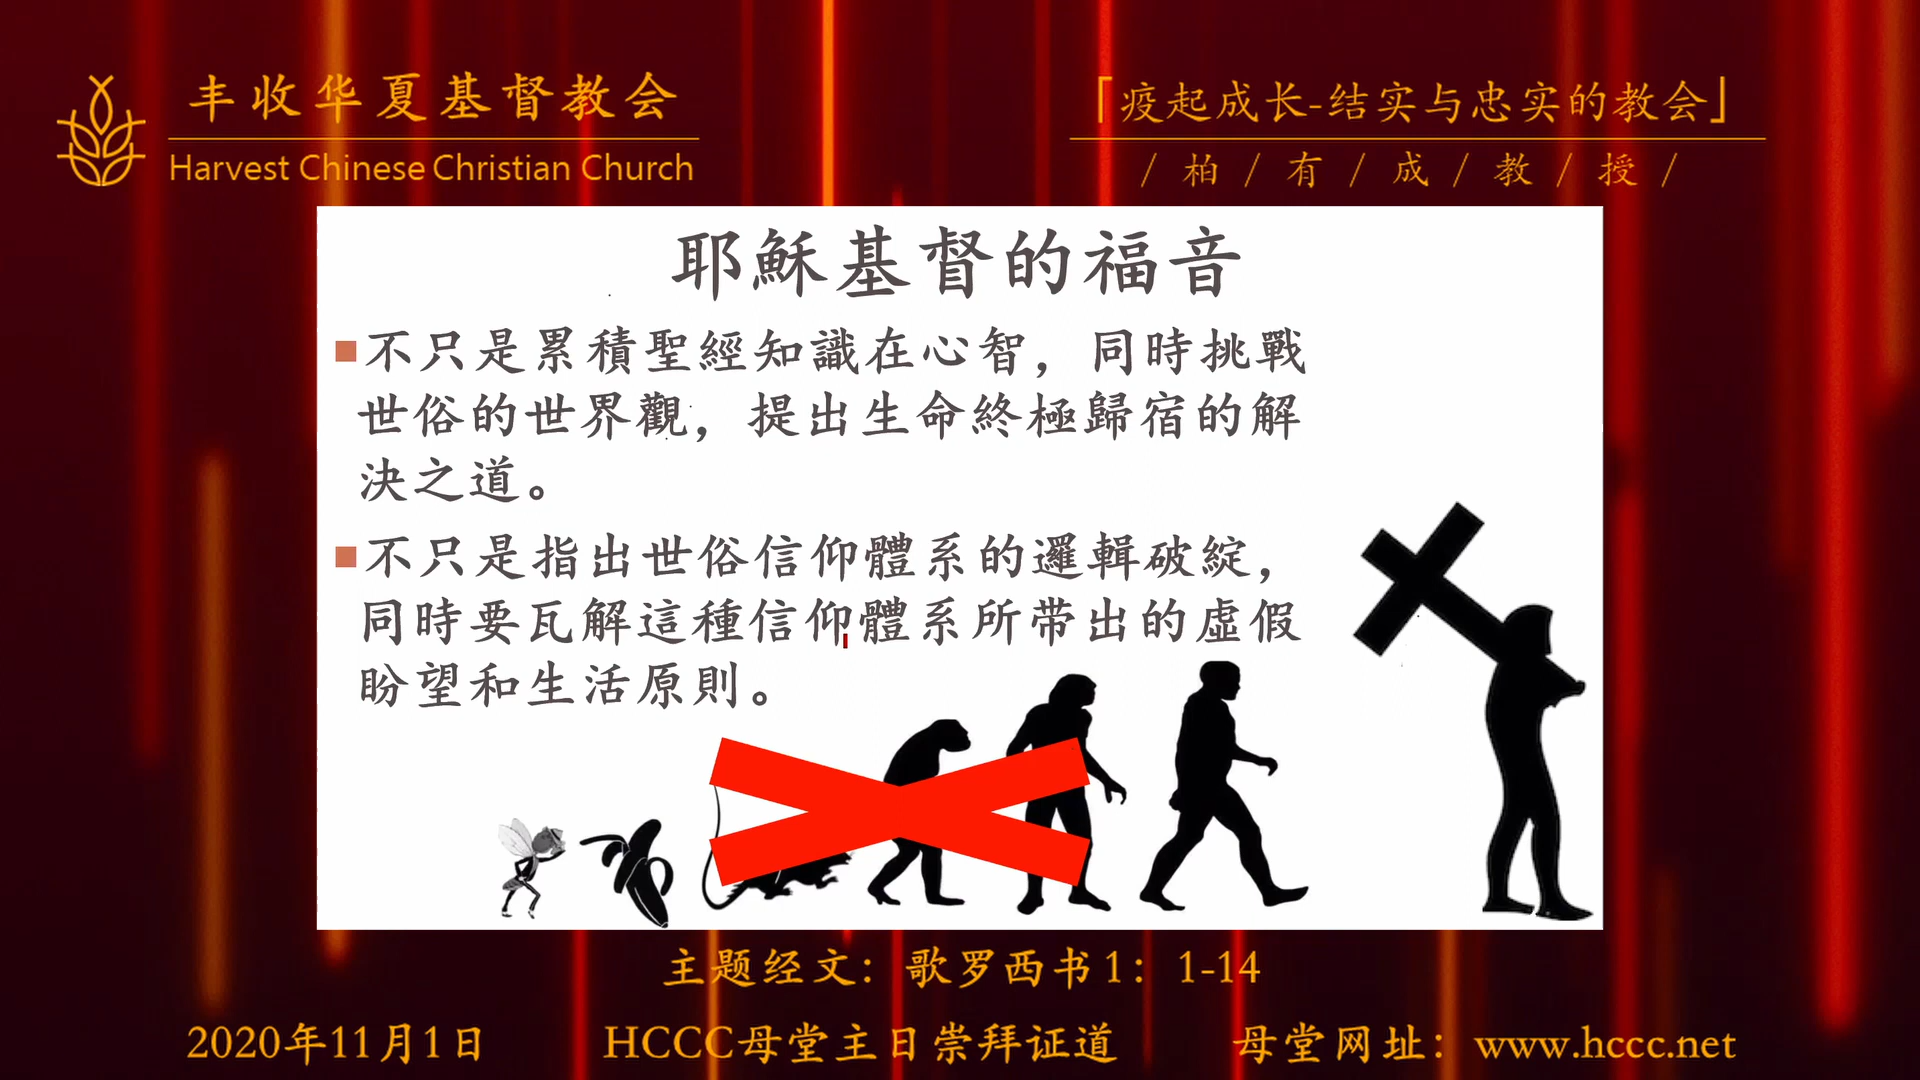 丰收华夏基督教会
Harvest Chinese Christian Church
「疫起成长-结实与忠实的教会」
/ 柏 / 有 / 成 / 教 / 授 /
耶穌基督的福音
不只是累積聖經知識在心智，同時挑戰
世俗的世界觀，提出生命終極歸宿的解
決之道。
不只是指出世俗信仰體系的邏輯破綻，
同時要瓦解這種信仰體系所带出的虛假
盼望和生活原則。
主题经文：歌罗西书1：1-14
2020年11月1日
HCCC母堂主日崇拜证道
母堂网址：www.hccc.net